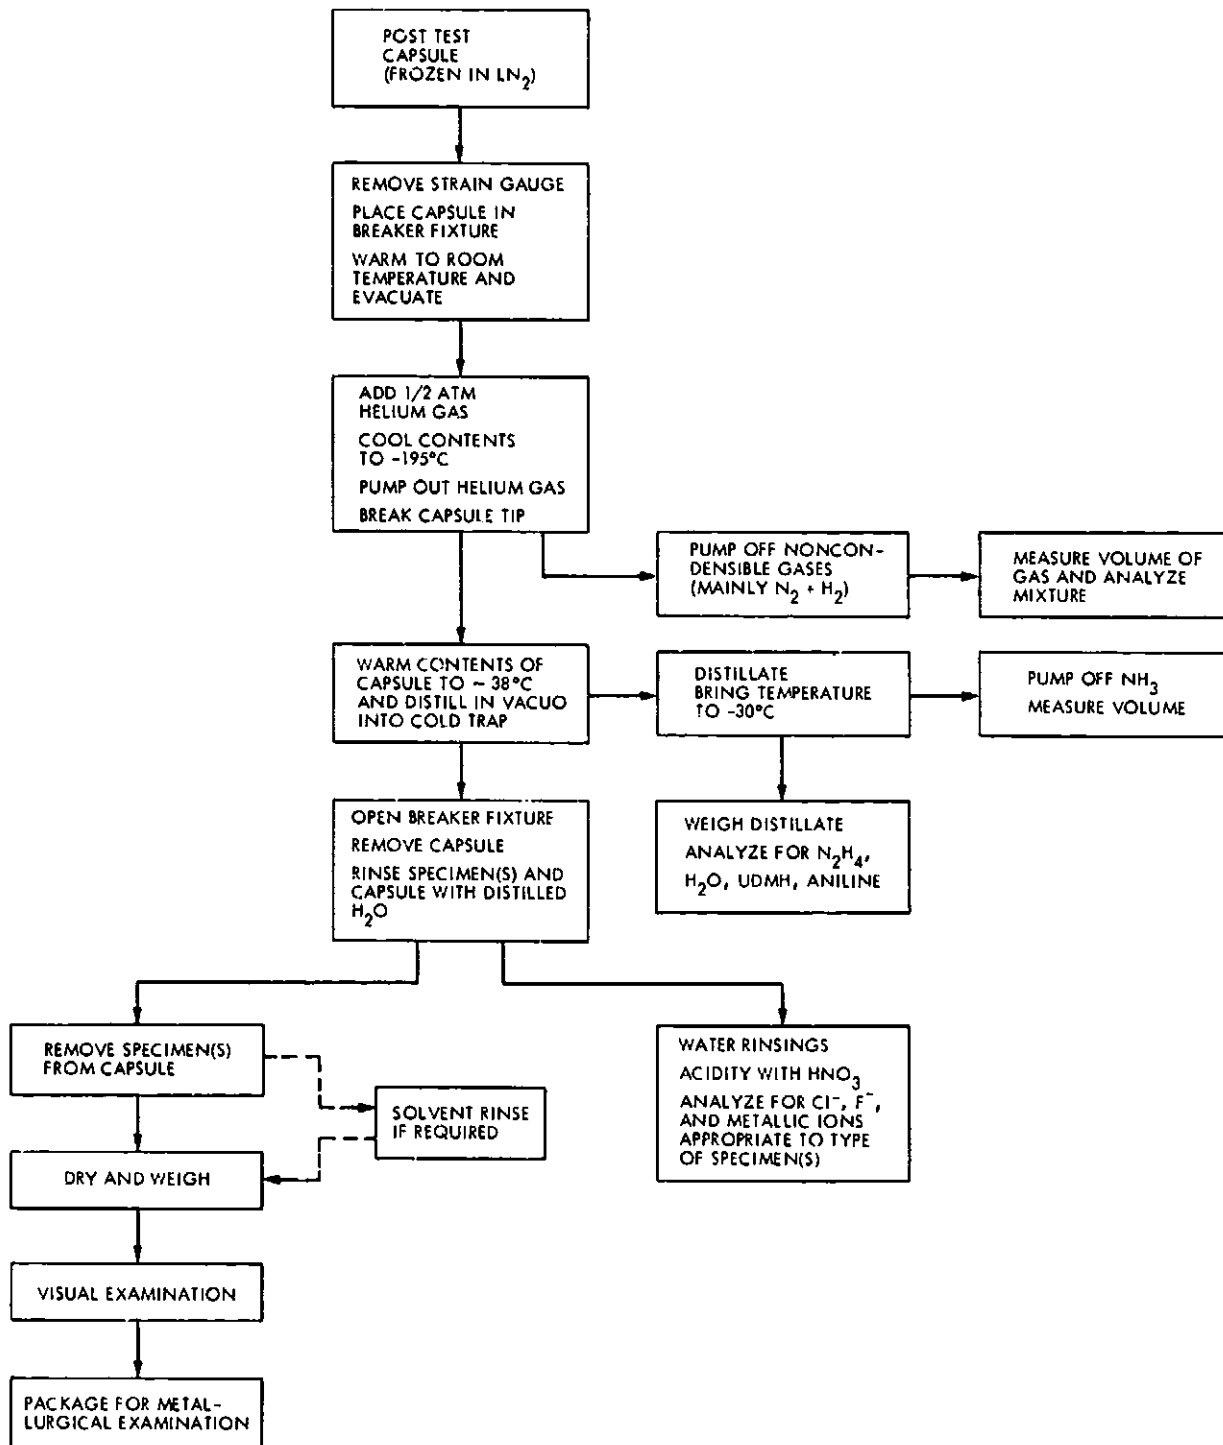 POST TEST
CAPSULE
(FROZEN IN LN₂)
REMOVE STRAIN GAUGE
PLACE CAPSULE IN
BREAKER FIXTURE
WARM TO ROOM
TEMPERATURE AND
EVACUATE
ADD 1/2 ATM
HELIUM GAS
COOL CONTENTS
TO -195°C
PUMP OUT HELIUM GAS
BREAK CAPSULE TIP
PUMP OFF NONCON-
DENSIBLE GASES
(MAINLY N₂ + H₂)
MEASURE VOLUME OF
GAS AND ANALYZE
MIXTURE
WARM CONTENTS OF
CAPSULE TO ~ 38°C
AND DISTILL IN VACUO
INTO COLD TRAP
DISTILLATE
BRING TEMPERATURE
TO -30°C
PUMP OFF NH₃
MEASURE VOLUME
OPEN BREAKER FIXTURE
REMOVE CAPSULE
RINSE SPECIMEN(S) AND
CAPSULE WITH DISTILLED
H₂O
WEIGH DISTILLATE
ANALYZE FOR N₂H₄,
H₂O, UDMH, ANILINE
REMOVE SPECIMEN(S)
FROM CAPSULE
SOLVENT RINSE
IF REQUIRED
WATER RINSINGS
ACIDITY WITH HNO₃
ANALYZE FOR Cl⁻, F⁻,
AND METALLIC IONS
APPROPRIATE TO TYPE
OF SPECIMEN(S)
DRY AND WEIGH
VISUAL EXAMINATION
PACKAGE FOR METAL-
LURGICAL EXAMINATION